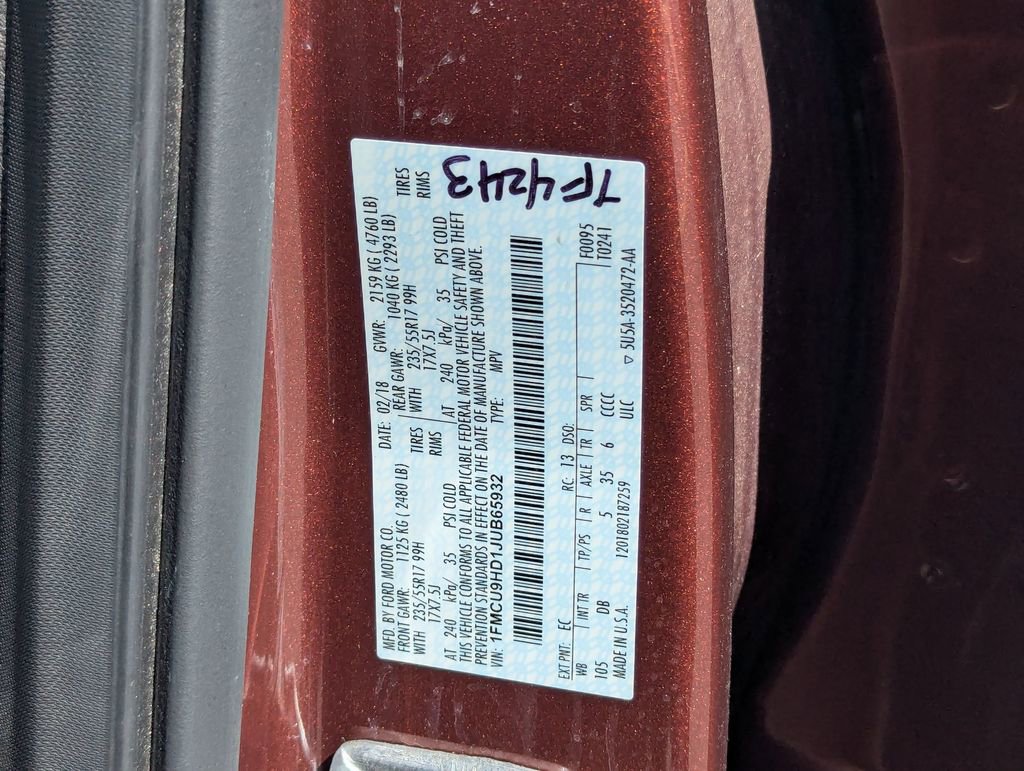 MFD. BY FORD MOTOR CO.
DATE: 02/18 GVWR: 2159 KG ( 4760 LB)
FRONT GAWR: 1125 KG ( 2480 LB) REAR GAWR: 1040 KG ( 2293 LB)
WITH 235/55R17 99H TIRES WITH 235/55R17 99H TIRES
17X7.5J RIMS 17X7.5J RIMS
AT 240 kPa/ 35 PSI COLD AT 240 kPa/ 35 PSI COLD
THIS VEHICLE CONFORMS TO ALL APPLICABLE FEDERAL MOTOR VEHICLE SAFETY AND THEFT
PREVENTION STANDARDS IN EFFECT ON THE DATE OF MANUFACTURE SHOWN ABOVE.
VIN: 1FMCU9HD1JUB65932 TYPE: MPV
EXT PNT: EC RC: 13 DSO: F0095
WB INT TR TP/PS R AXLE TR SPR T0241
105 DB 5 35 6 CCCC
MADE IN U.S.A. 1201802187259 ULC ▽ 5U5A-3520472-AA
TF4243